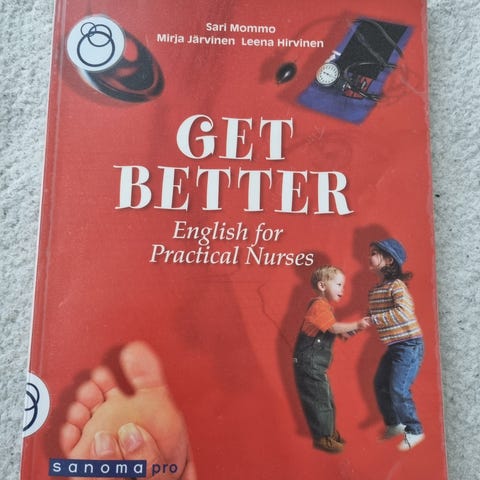 Sari Mommo
Mirja Järvinen Leena Hirvinen
GET
BETTER
English for
Practical Nurses
sanoma pro